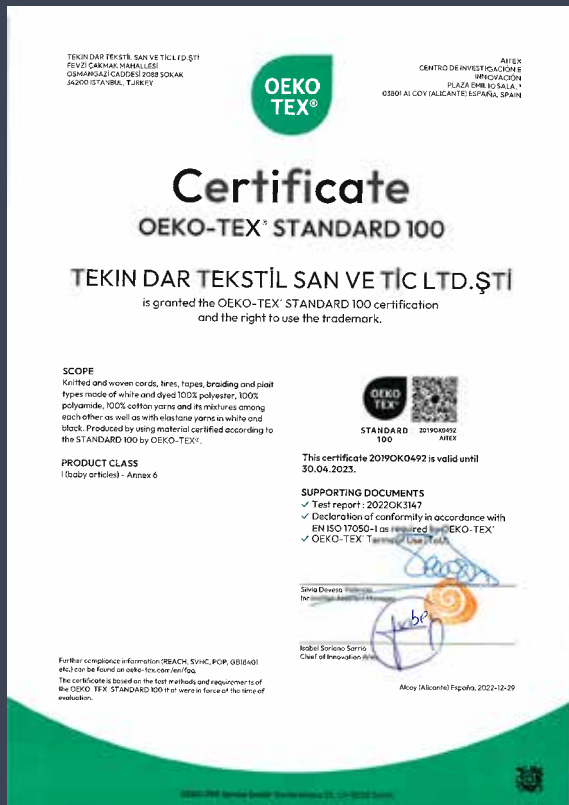 TEKIN DAR TEKSTİL SAN VE TİC LTD.ŞTİ
FEVZİ ÇAKMAK MAHALLESİ
OSMANGAZİ CADDESİ 2088 SOKAK
34200 ISTANBUL, TURKEY
AITEX
CENTRO DE INVESTIGACIÓN E
INNOVACIÓN
PLAZA EMILIO SALA, 1
03801 ALCOY (ALICANTE) ESPAÑA, SPAIN
OEKO
TEX®
Certificate
OEKO-TEX® STANDARD 100
TEKIN DAR TEKSTİL SAN VE TİC LTD.ŞTİ
is granted the OEKO-TEX® STANDARD 100 certification
and the right to use the trademark.
SCOPE
Knitted and woven cords, tires, tapes, braiding and plait
types made of white and dyed 100% polyester, 100%
polyamide, 100% cotton yarns and its mixtures among
each other as well as with elastane yarns in white and
black. Produced by using material certified according to
the STANDARD 100 by OEKO-TEX®.
PRODUCT CLASS
I (baby articles) - Annex 6
OEKO
TEX®
STANDARD
100
2019OK0492
AITEX
This certificate 2019OK0492 is valid until
30.04.2023.
SUPPORTING DOCUMENTS
✓ Test report : 2022OK3147
✓ Declaration of conformity in accordance with
EN ISO 17050-1 as required by OEKO-TEX®
✓ OEKO-TEX® Terms of Use (ToU)
Silvia Devesa
Isabel Soriano Sarrió
Chief of Innovation
Alcoy (Alicante) España, 2022-12-29
Further compliance information (REACH, SVHC, POP, GB18401
etc.) can be found on oeko-tex.com/en/faq.
The certificate is based on the test methods and requirements of
the OEKO-TEX® STANDARD 100 that were in force at the time of
evaluation.